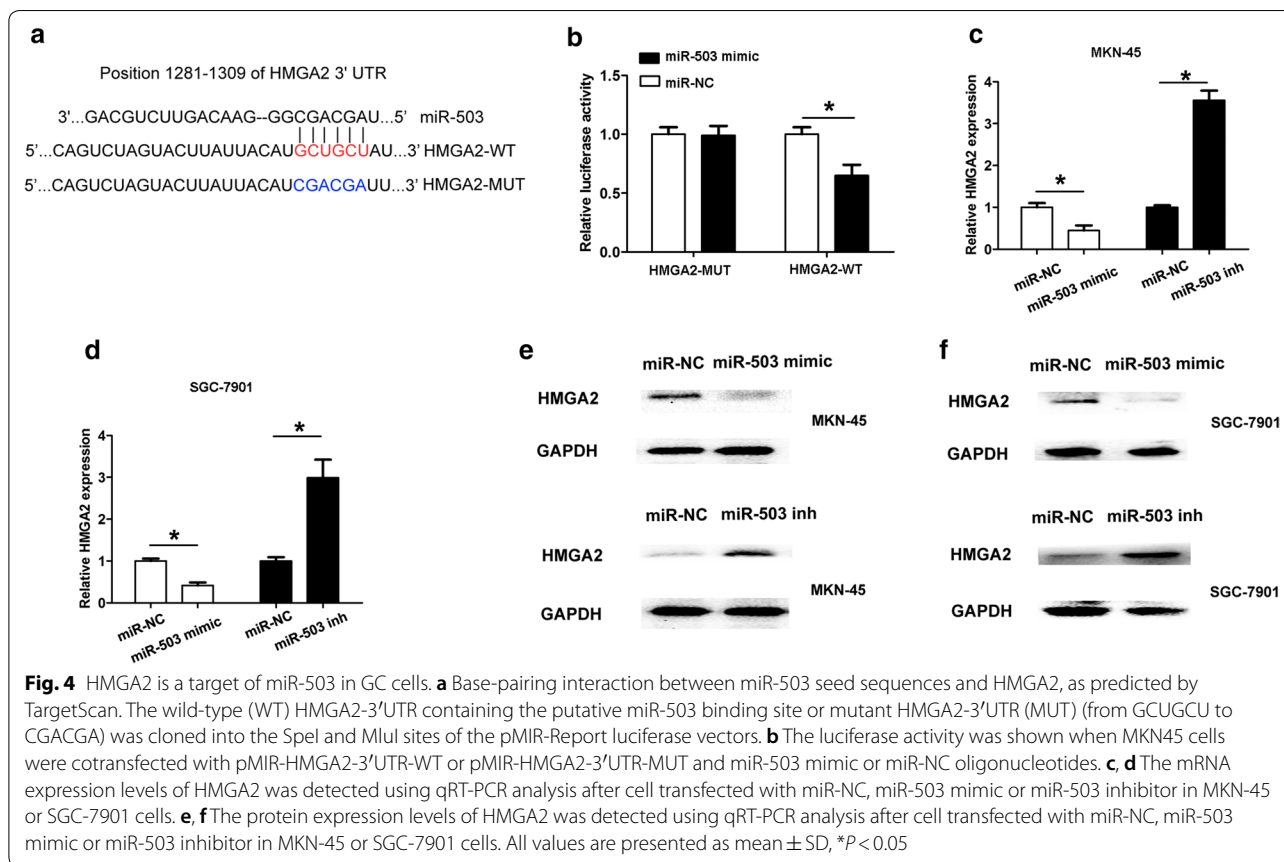 a
Position 1281-1309 of HMGA2 3' UTR
3'...GACGUCUUGACAAG--GGCGACGAU...5' miR-503
5'...CAGUCUAGUACUUAUUACAUGCUGCUAU...3' HMGA2-WT
5'...CAGUCUAGUACUUAUUACAUCGACGAUU...3' HMGA2-MUT
b
miR-503 mimic
miR-NC
Relative luciferase activity
1.5
1.0
0.5
0.0
*
HMGA2-MUT
HMGA2-WT
c
MKN-45
Relative HMGA2 expression
4
3
2
1
0
*
*
miR-NC
miR-503 mimic
miR-NC
miR-503 inh
d
SGC-7901
Relative HMGA2 expression
4
3
2
1
0
*
*
miR-NC
miR-503 mimic
miR-NC
miR-503 inh
e
miR-NC miR-503 mimic
HMGA2
MKN-45
GAPDH
miR-NC miR-503 inh
HMGA2
MKN-45
GAPDH
f
miR-NC miR-503 mimic
HMGA2
SGC-7901
GAPDH
miR-NC miR-503 inh
HMGA2
SGC-7901
GAPDH
Fig. 4 HMGA2 is a target of miR-503 in GC cells. a Base-pairing interaction between miR-503 seed sequences and HMGA2, as predicted by
TargetScan. The wild-type (WT) HMGA2-3′UTR containing the putative miR-503 binding site or mutant HMGA2-3′UTR (MUT) (from GCUGCU to
CGACGA) was cloned into the SpeI and MluI sites of the pMIR-Report luciferase vectors. b The luciferase activity was shown when MKN45 cells
were cotransfected with pMIR-HMGA2-3′UTR-WT or pMIR-HMGA2-3′UTR-MUT and miR-503 mimic or miR-NC oligonucleotides. c, d The mRNA
expression levels of HMGA2 was detected using qRT-PCR analysis after cell transfected with miR-NC, miR-503 mimic or miR-503 inhibitor in MKN-45
or SGC-7901 cells. e, f The protein expression levels of HMGA2 was detected using qRT-PCR analysis after cell transfected with miR-NC, miR-503
mimic or miR-503 inhibitor in MKN-45 or SGC-7901 cells. All values are presented as mean ± SD, *P < 0.05